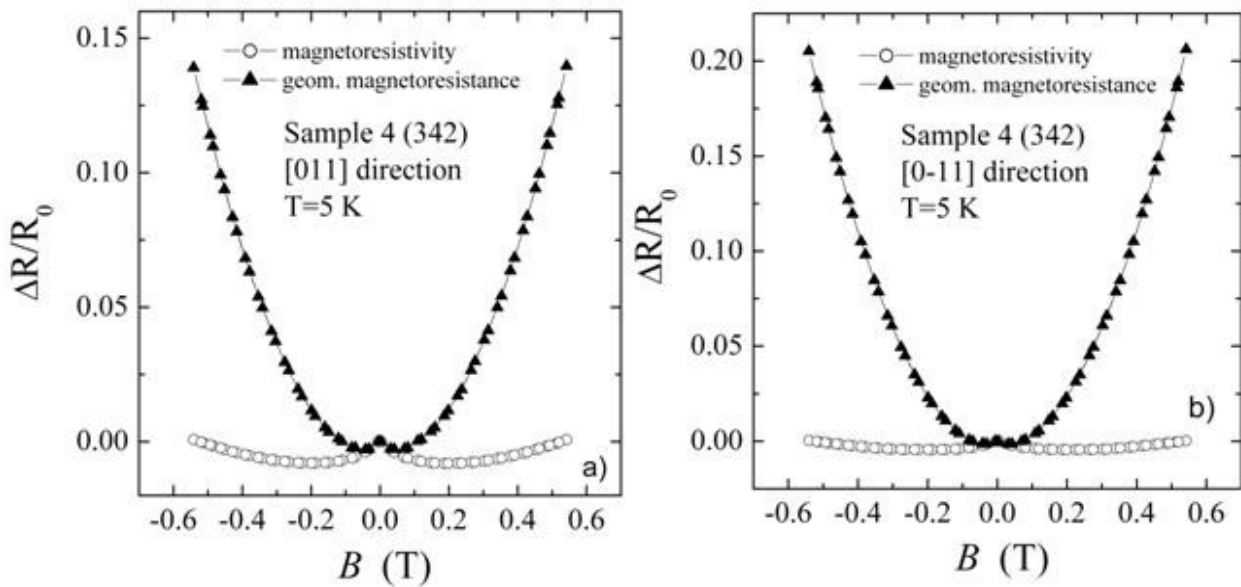 0.15
0.10
0.05
0.00
ΔR/R₀
magnetoresistivity
geom. magnetoresistance
Sample 4 (342)
[011] direction
T=5 K
a)
-0.6 -0.4 -0.2 0.0 0.2 0.4 0.6
B (T)
0.20
0.15
0.10
0.05
0.00
ΔR/R₀
magnetoresistivity
geom. magnetoresistance
Sample 4 (342)
[0-11] direction
T=5 K
b)
-0.6 -0.4 -0.2 0.0 0.2 0.4 0.6
B (T)